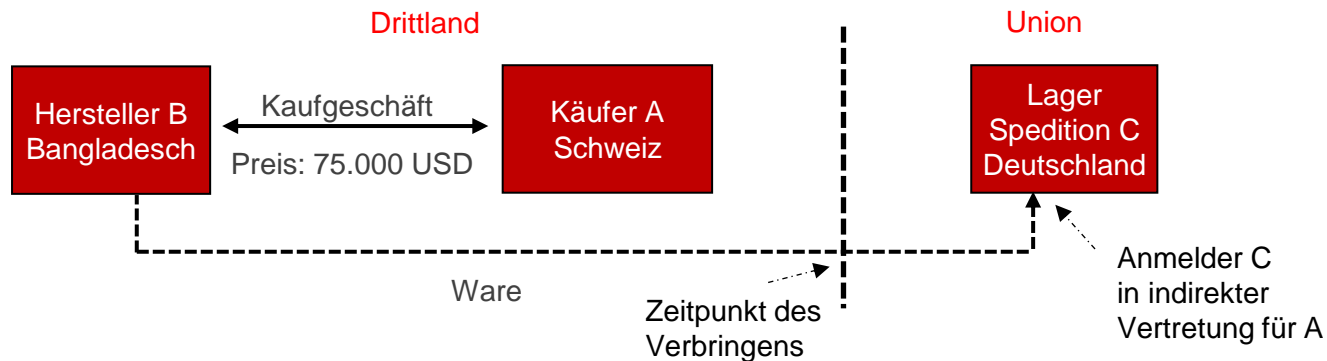 Drittland
Union
Hersteller B
Bangladesch
Kaufgeschäft
Preis: 75.000 USD
Käufer A
Schweiz
Lager
Spedition C
Deutschland
Ware
Zeitpunkt des
Verbringens
Anmelder C
in indirekter
Vertretung für A